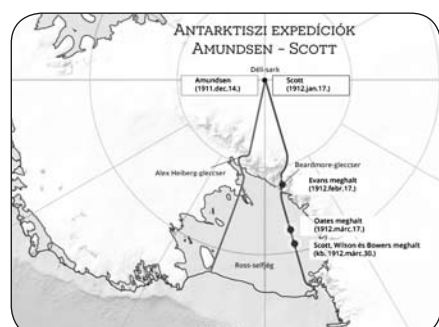 ANTARKTISZI EXPEDÍCIÓK
AMUNDSEN – SCOTT
Déli-sark
Amundsen
(1911.dec.14.)
Scott
(1912.jan.17.)
Alex Heiberg-gleccser
Beardmore-gleccser
Evans meghalt
(1912.febr.17.)
Oates meghalt
(1912.márc.17.)
Scott, Wilson és Bowers meghalt
(kb. 1912.márc.30.)
Ross-selfjég